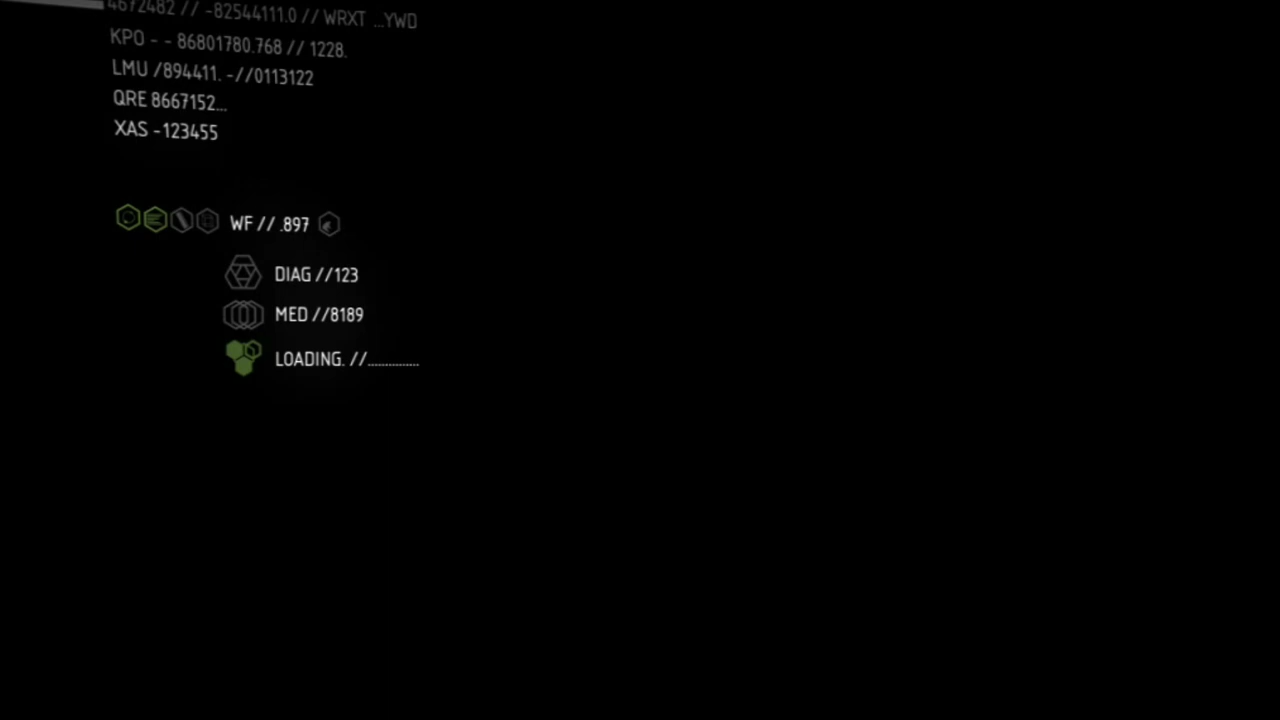 4672482 // -82544111.0 // WRXT ...YWD
KPO - - 86801780.768 // 1228.
LMU /894411. -//0113122
QRE 8667152...
XAS -123455
WF // .897
DIAG //123
MED //8189
LOADING. //...............